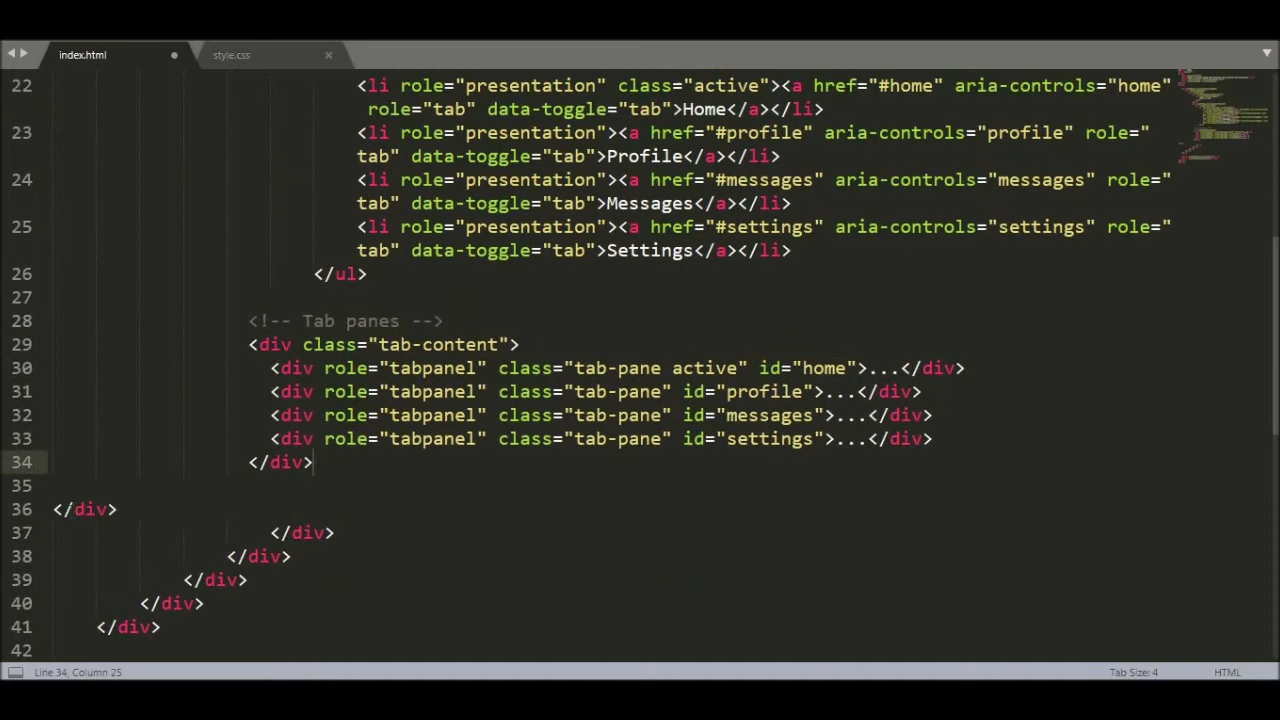 index.html
style.css
22 <li role="presentation" class="active"><a href="#home" aria-controls="home"
role="tab" data-toggle="tab">Home</a></li>
23 <li role="presentation"><a href="#profile" aria-controls="profile" role="
tab" data-toggle="tab">Profile</a></li>
24 <li role="presentation"><a href="#messages" aria-controls="messages" role="
tab" data-toggle="tab">Messages</a></li>
25 <li role="presentation"><a href="#settings" aria-controls="settings" role="
tab" data-toggle="tab">Settings</a></li>
26 </ul>
27
28 <!-- Tab panes -->
29 <div class="tab-content">
30 <div role="tabpanel" class="tab-pane active" id="home">...</div>
31 <div role="tabpanel" class="tab-pane" id="profile">...</div>
32 <div role="tabpanel" class="tab-pane" id="messages">...</div>
33 <div role="tabpanel" class="tab-pane" id="settings">...</div>
34 </div>
35
36 </div>
37 </div>
38 </div>
39 </div>
40 </div>
41 </div>
42
Line 34, Column 25
Tab Size: 4
HTML